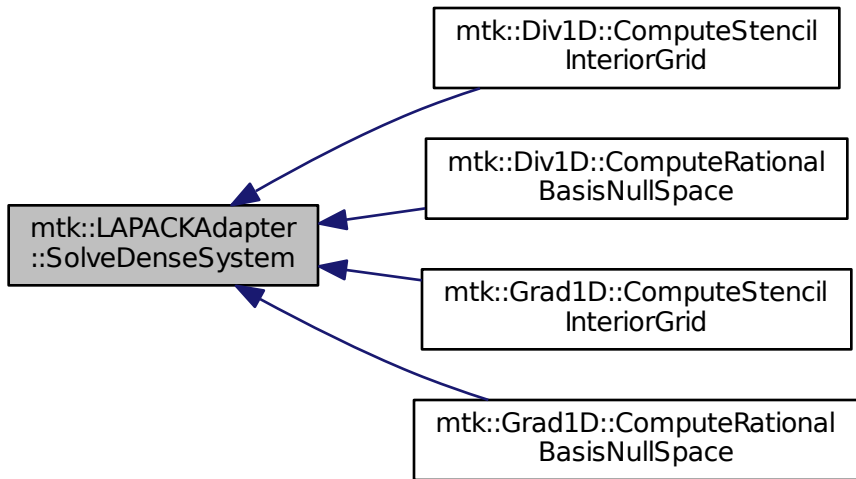 mtk::Div1D::ComputeStencil
InteriorGrid
mtk::Div1D::ComputeRational
BasisNullSpace
mtk::LAPACKAdapter
::SolveDenseSystem
mtk::Grad1D::ComputeStencil
InteriorGrid
mtk::Grad1D::ComputeRational
BasisNullSpace